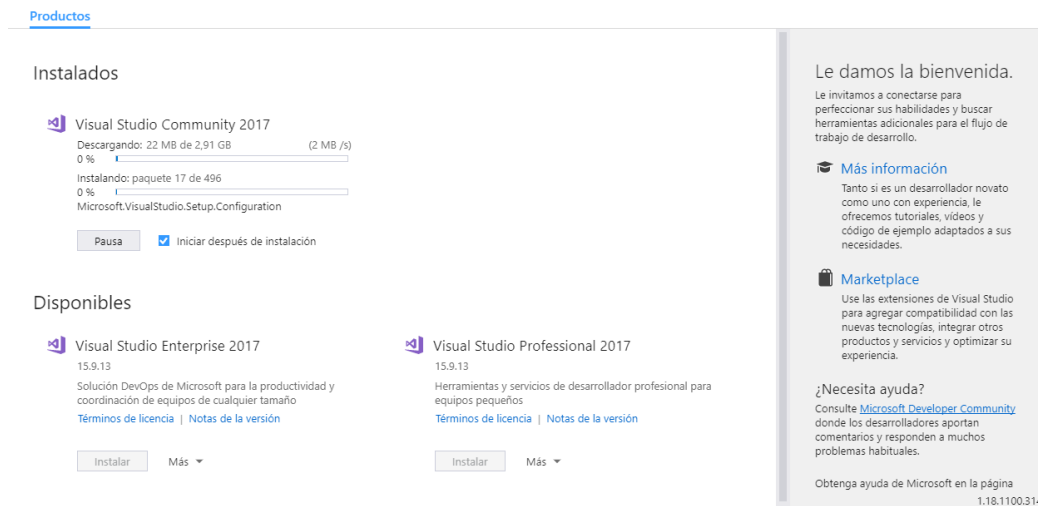 Productos
Instalados
Visual Studio Community 2017
Descargando: 22 MB de 2,91 GB (2 MB /s)
0 %
Instalando: paquete 17 de 496
0 %
Microsoft.VisualStudio.Setup.Configuration
Pausa
Iniciar después de instalación
Disponibles
Visual Studio Enterprise 2017
15.9.13
Solución DevOps de Microsoft para la productividad y
coordinación de equipos de cualquier tamaño
Términos de licencia | Notas de la versión
Instalar Más
Visual Studio Professional 2017
15.9.13
Herramientas y servicios de desarrollador profesional para
equipos pequeños
Términos de licencia | Notas de la versión
Instalar Más
Le damos la bienvenida.
Le invitamos a conectarse para
perfeccionar sus habilidades y buscar
herramientas adicionales para el flujo de
trabajo de desarrollo.
Más información
Tanto si es un desarrollador novato
como uno con experiencia, le
ofrecemos tutoriales, vídeos y
código de ejemplo adaptados a sus
necesidades.
Marketplace
Use las extensiones de Visual Studio
para agregar compatibilidad con las
nuevas tecnologías, integrar otros
productos y servicios y optimizar su
experiencia.
¿Necesita ayuda?
Consulte Microsoft Developer Community
donde los desarrolladores aportan
comentarios y responden a muchos
problemas habituales.
Obtenga ayuda de Microsoft en la página
1.18.1100.314